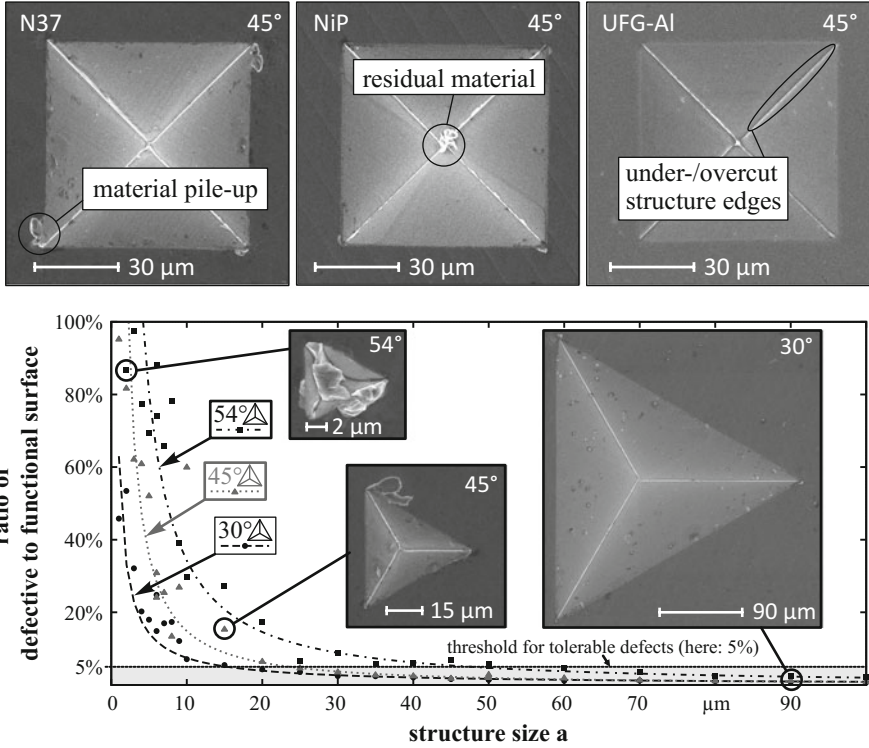 N37 45°
material pile-up
30 µm
NiP 45°
residual material
30 µm
UFG-Al 45°
under-/overcut
structure edges
30 µm
defective to functional surface
100%
80%
60%
40%
20%
5%
54°
45°
30°
54°
2 µm
45°
15 µm
30°
90 µm
threshold for tolerable defects (here: 5%)
0 10 20 30 40 50 60 70 µm 90
structure size a